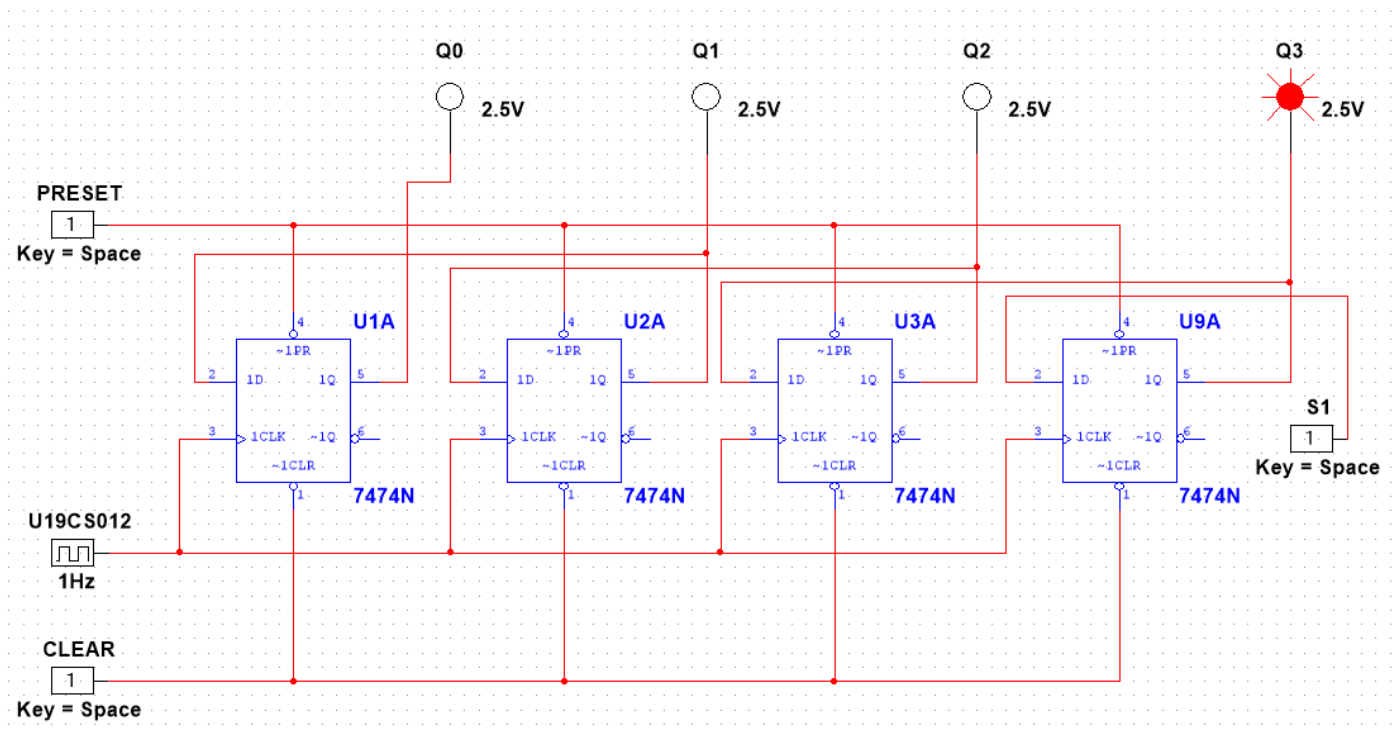 Q0 Q1 Q2 Q3
2.5V 2.5V 2.5V 2.5V
PRESET
1
Key = Space
4 U1A 4 U2A 4 U3A 4 U9A
~1PR ~1PR ~1PR ~1PR
2 1D 1Q 5 2 1D 1Q 5 2 1D 1Q 5 2 1D 1Q 5
S1
3 1CLK ~1Q 6 3 1CLK ~1Q 6 3 1CLK ~1Q 6 3 1CLK ~1Q 6 1
~1CLR ~1CLR ~1CLR ~1CLR Key = Space
1 7474N 1 7474N 1 7474N 1 7474N
U19CS012
1Hz
CLEAR
1
Key = Space